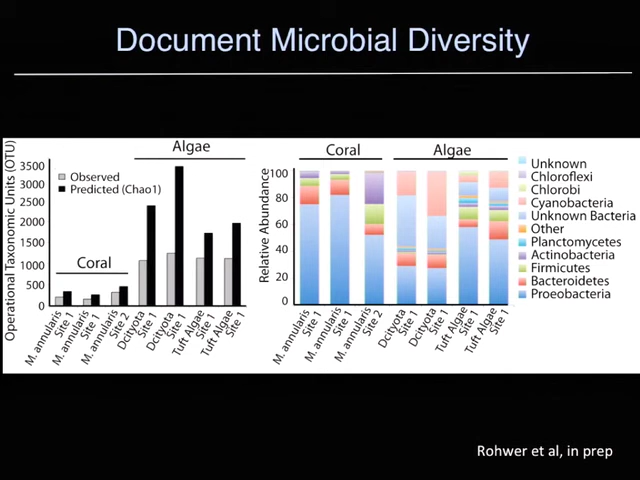 Document Microbial Diversity
Operational Taxonomic Units (OTU)
3500
3000
2500
2000
1500
1000
500
0
Algae
Observed
Predicted (Chao1)
Coral
M. annularis Site 1
M. annularis Site 1
M. annularis Site 2
Dcityota Site 1
Dcityota Site 1
Tuft Algae Site 1
Tuft Algae Site 1
Relative Abundance
100
80
60
40
20
0
Coral
Algae
M. annularis Site 1
M. annularis Site 1
M. annularis Site 2
Dcityota Site 1
Dcityota Site 1
Tuft Algae Site 1
Tuft Algae Site 1
Unknown
Chloroflexi
Chlorobi
Cyanobacteria
Unknown Bacteria
Other
Planctomycetes
Actinobacteria
Firmicutes
Bacteroidetes
Proeobacteria
Rohwer et al, in prep